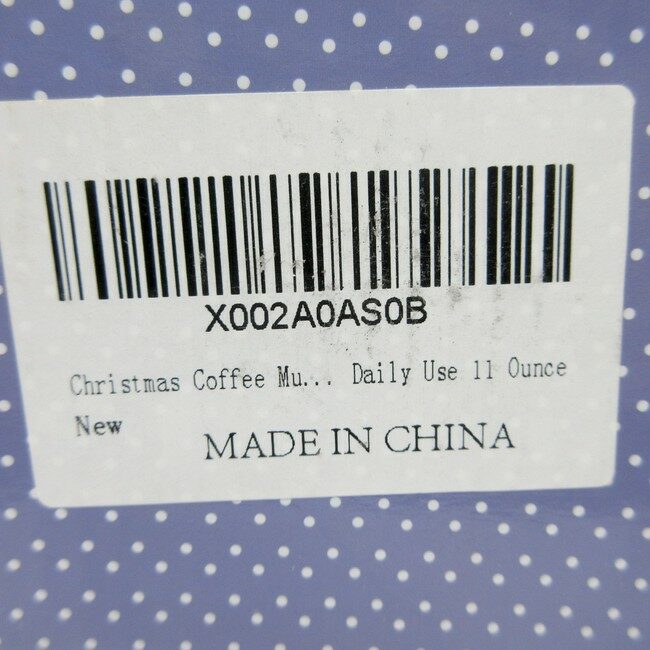 X002A0AS0B
Christmas Coffee Mu... Daily Use 11 Ounce
New
MADE IN CHINA